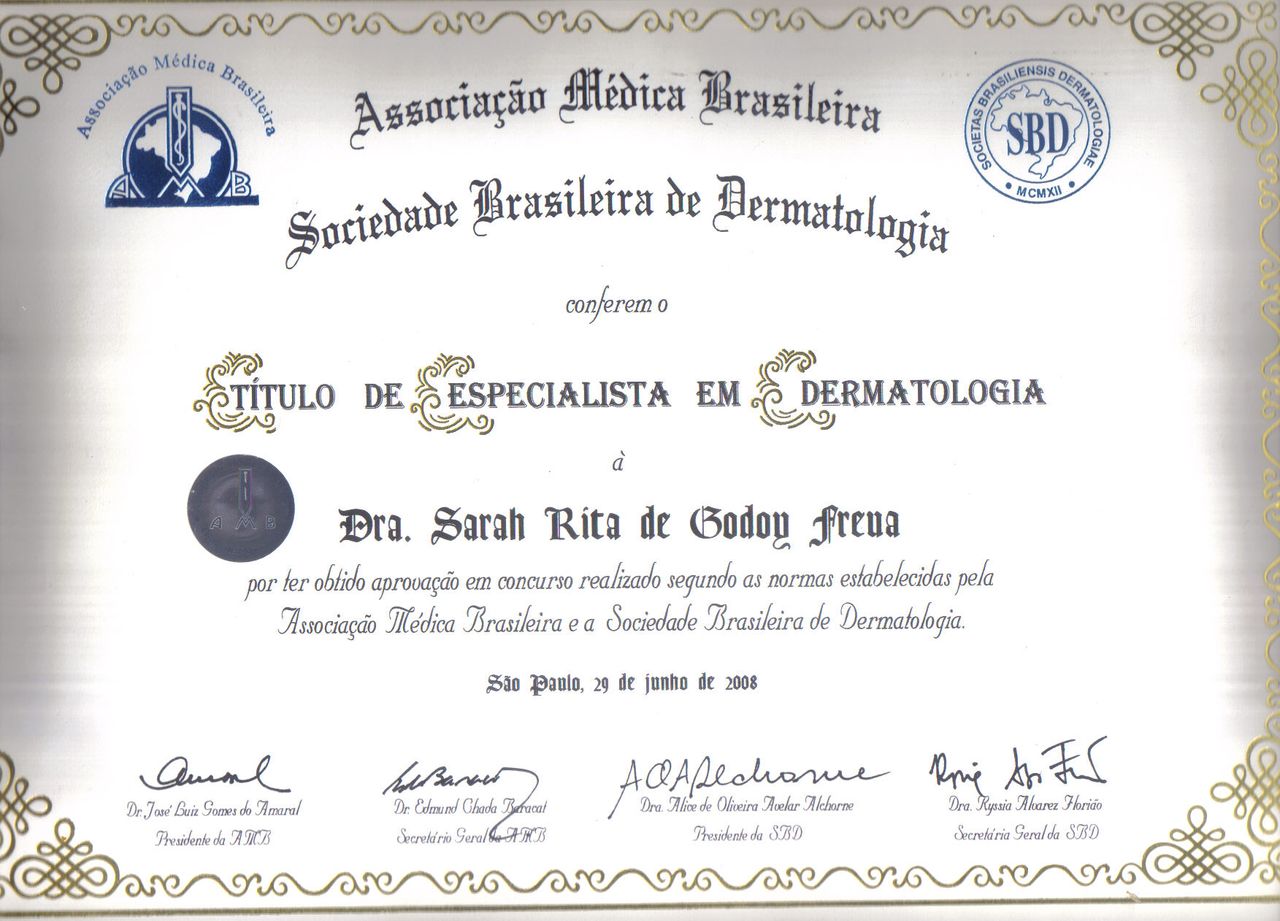 Associação Médica Brasileira
AMB
SOCIETAS BRASILIENSIS DERMATOLOGIAE
SBD
• MCMXII •
Associação Médica Brasileira
Sociedade Brasileira de Dermatologia
conferem o
TÍTULO DE ESPECIALISTA EM DERMATOLOGIA
à
AMB
Dra. Sarah Rita de Godoy Freua
por ter obtido aprovação em concurso realizado segundo as normas estabelecidas pela
Associação Médica Brasileira e a Sociedade Brasileira de Dermatologia.
São Paulo, 29 de junho de 2008
Dr. José Luiz Gomes do Amaral
Presidente da AMB
Dr. Edmund Chada Baracat
Secretário Geral da AMB
AOAAlchorne
Dra. Alice de Oliveira Avelar Alchorne
Presidente da SBD
Dra. Ryssia Alvarez Florião
Secretária Geral da SBD